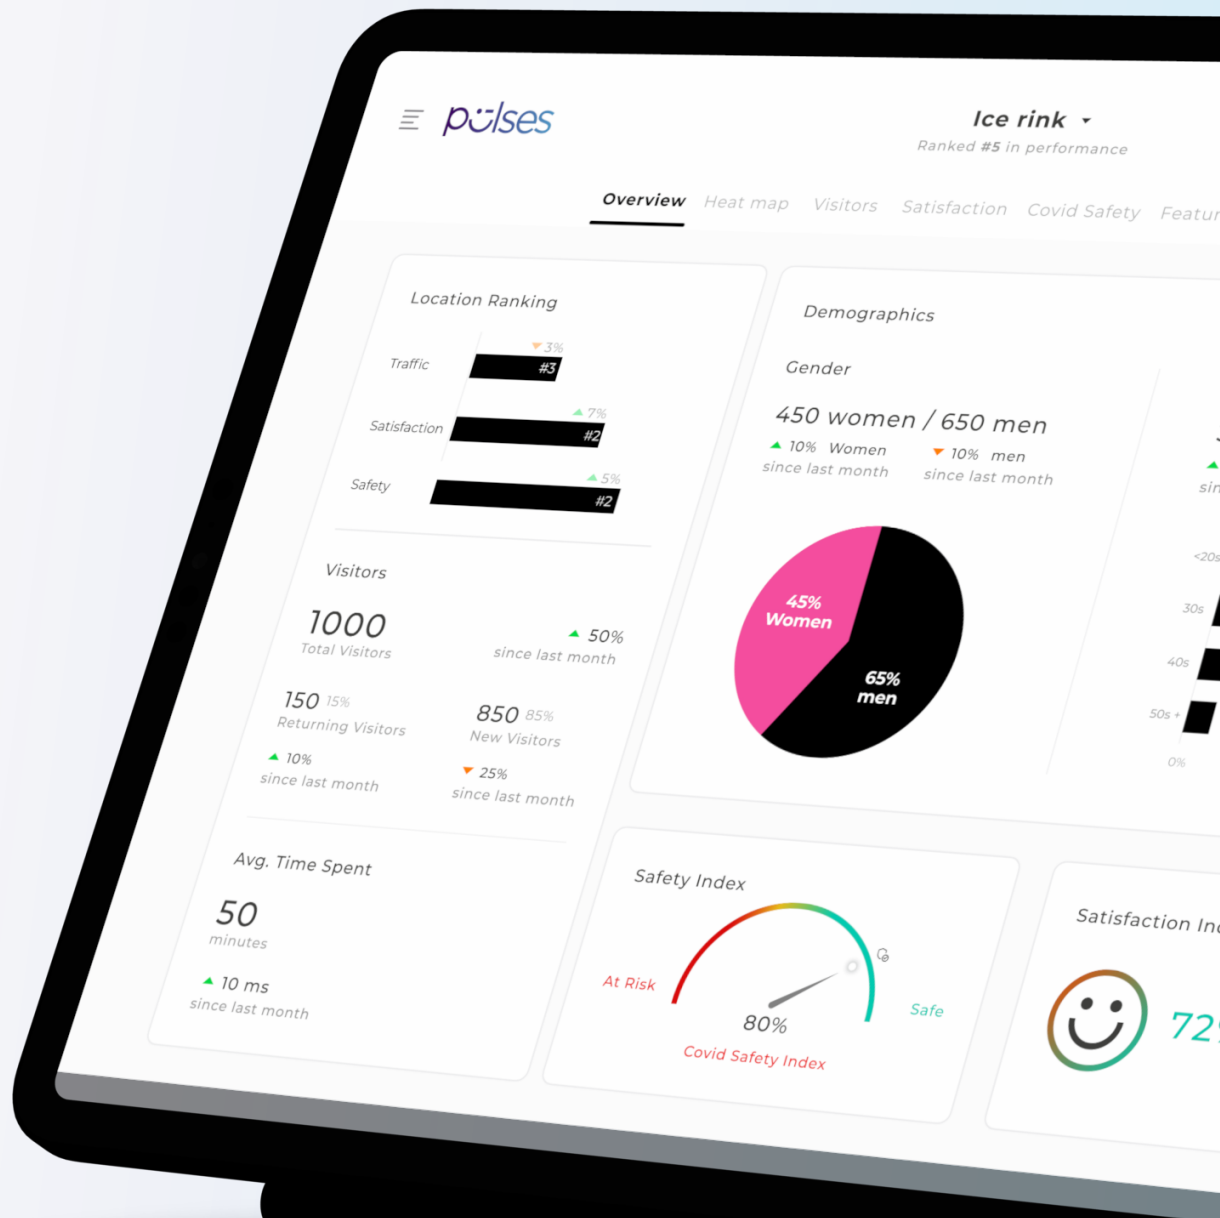 pulses
Ice rink
Ranked #5 in performance
Overview Heat map Visitors Satisfaction Covid Safety
Location Ranking
3%
Traffic #3
7%
Satisfaction #2
5%
Safety #2
Visitors
1000
Total Visitors
50%
since last month
150 15%
Returning Visitors
10%
since last month
850 85%
New Visitors
25%
since last month
Avg. Time Spent
50
minutes
10 ms
since last month
Demographics
Gender
450 women / 650 men
10% Women
since last month
10% men
since last month
45%
Women
65%
men
<20s
30s
40s
50s +
0%
Safety Index
At Risk
Safe
80%
Covid Safety Index
Satisfaction
72